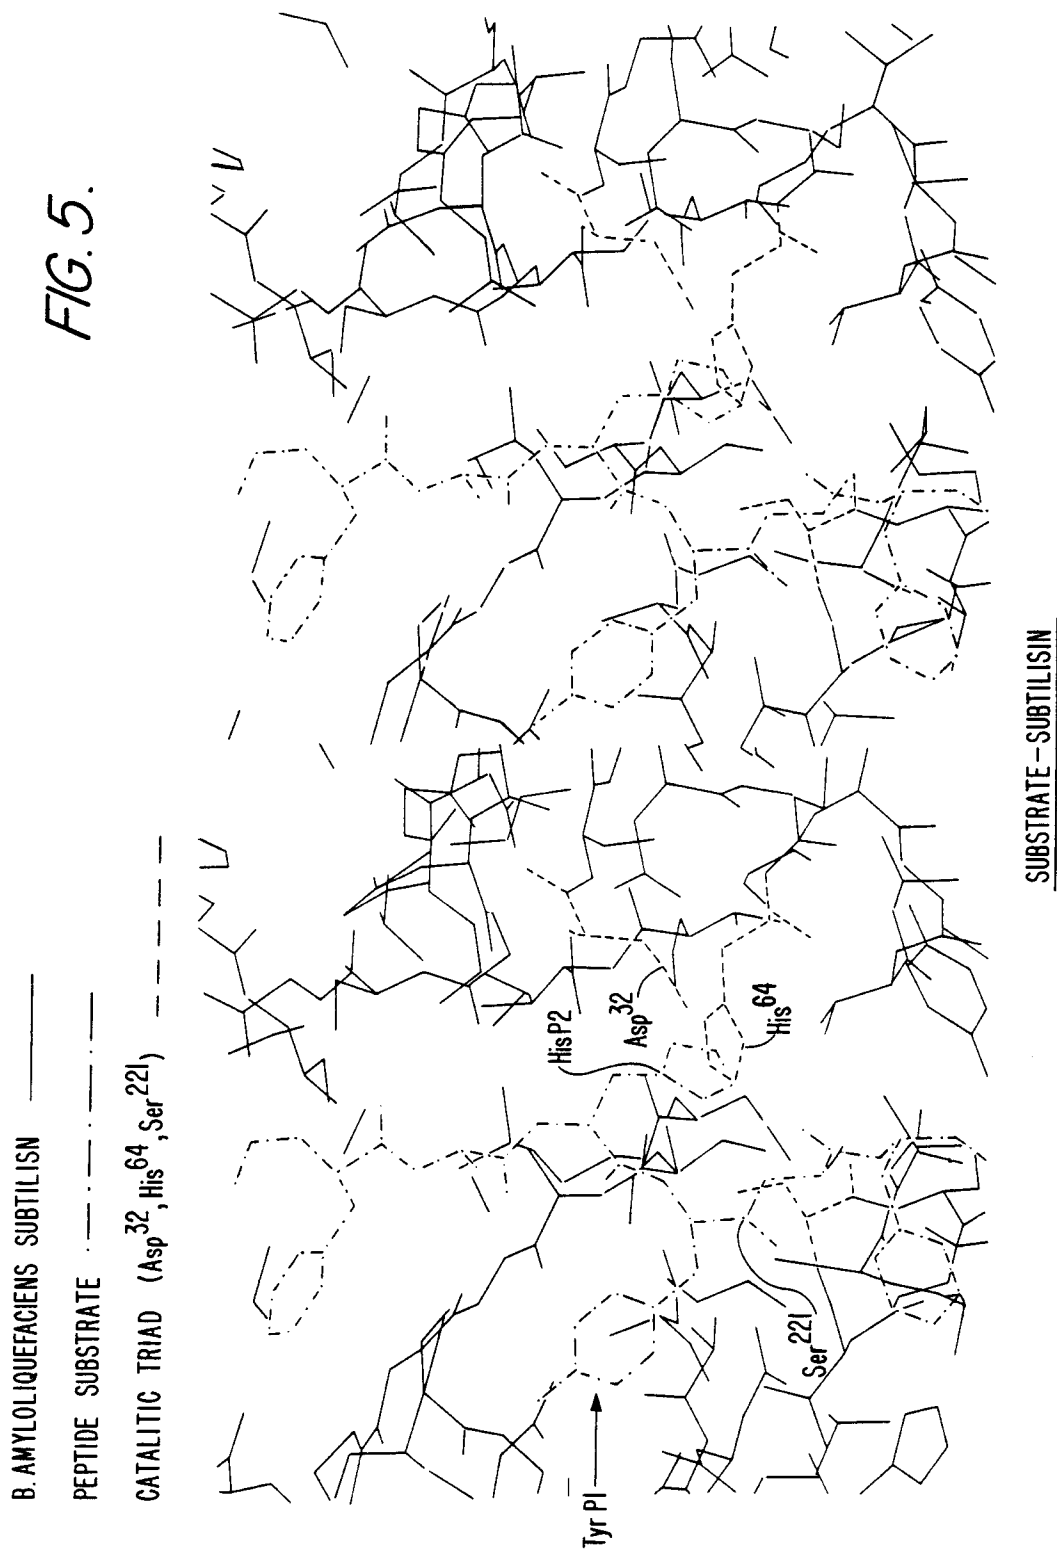 FIG. 5.
B. AMYLOLIQUEFACIENS SUBTILISN
PEPTIDE SUBSTRATE
CATALITIC TRIAD (Asp32, His64, Ser221)
Tyr P1
His P2
Asp32
His64
Ser221
SUBSTRATE-SUBTILISIN